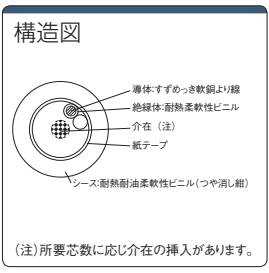 構造図
導体:すずめっき軟銅より線
絶縁体:耐熱柔軟性ビニル
介在（注）
紙テープ
シース:耐熱耐油柔軟性ビニル(つや消し紺)
（注）所要芯数に応じ介在の挿入があります。